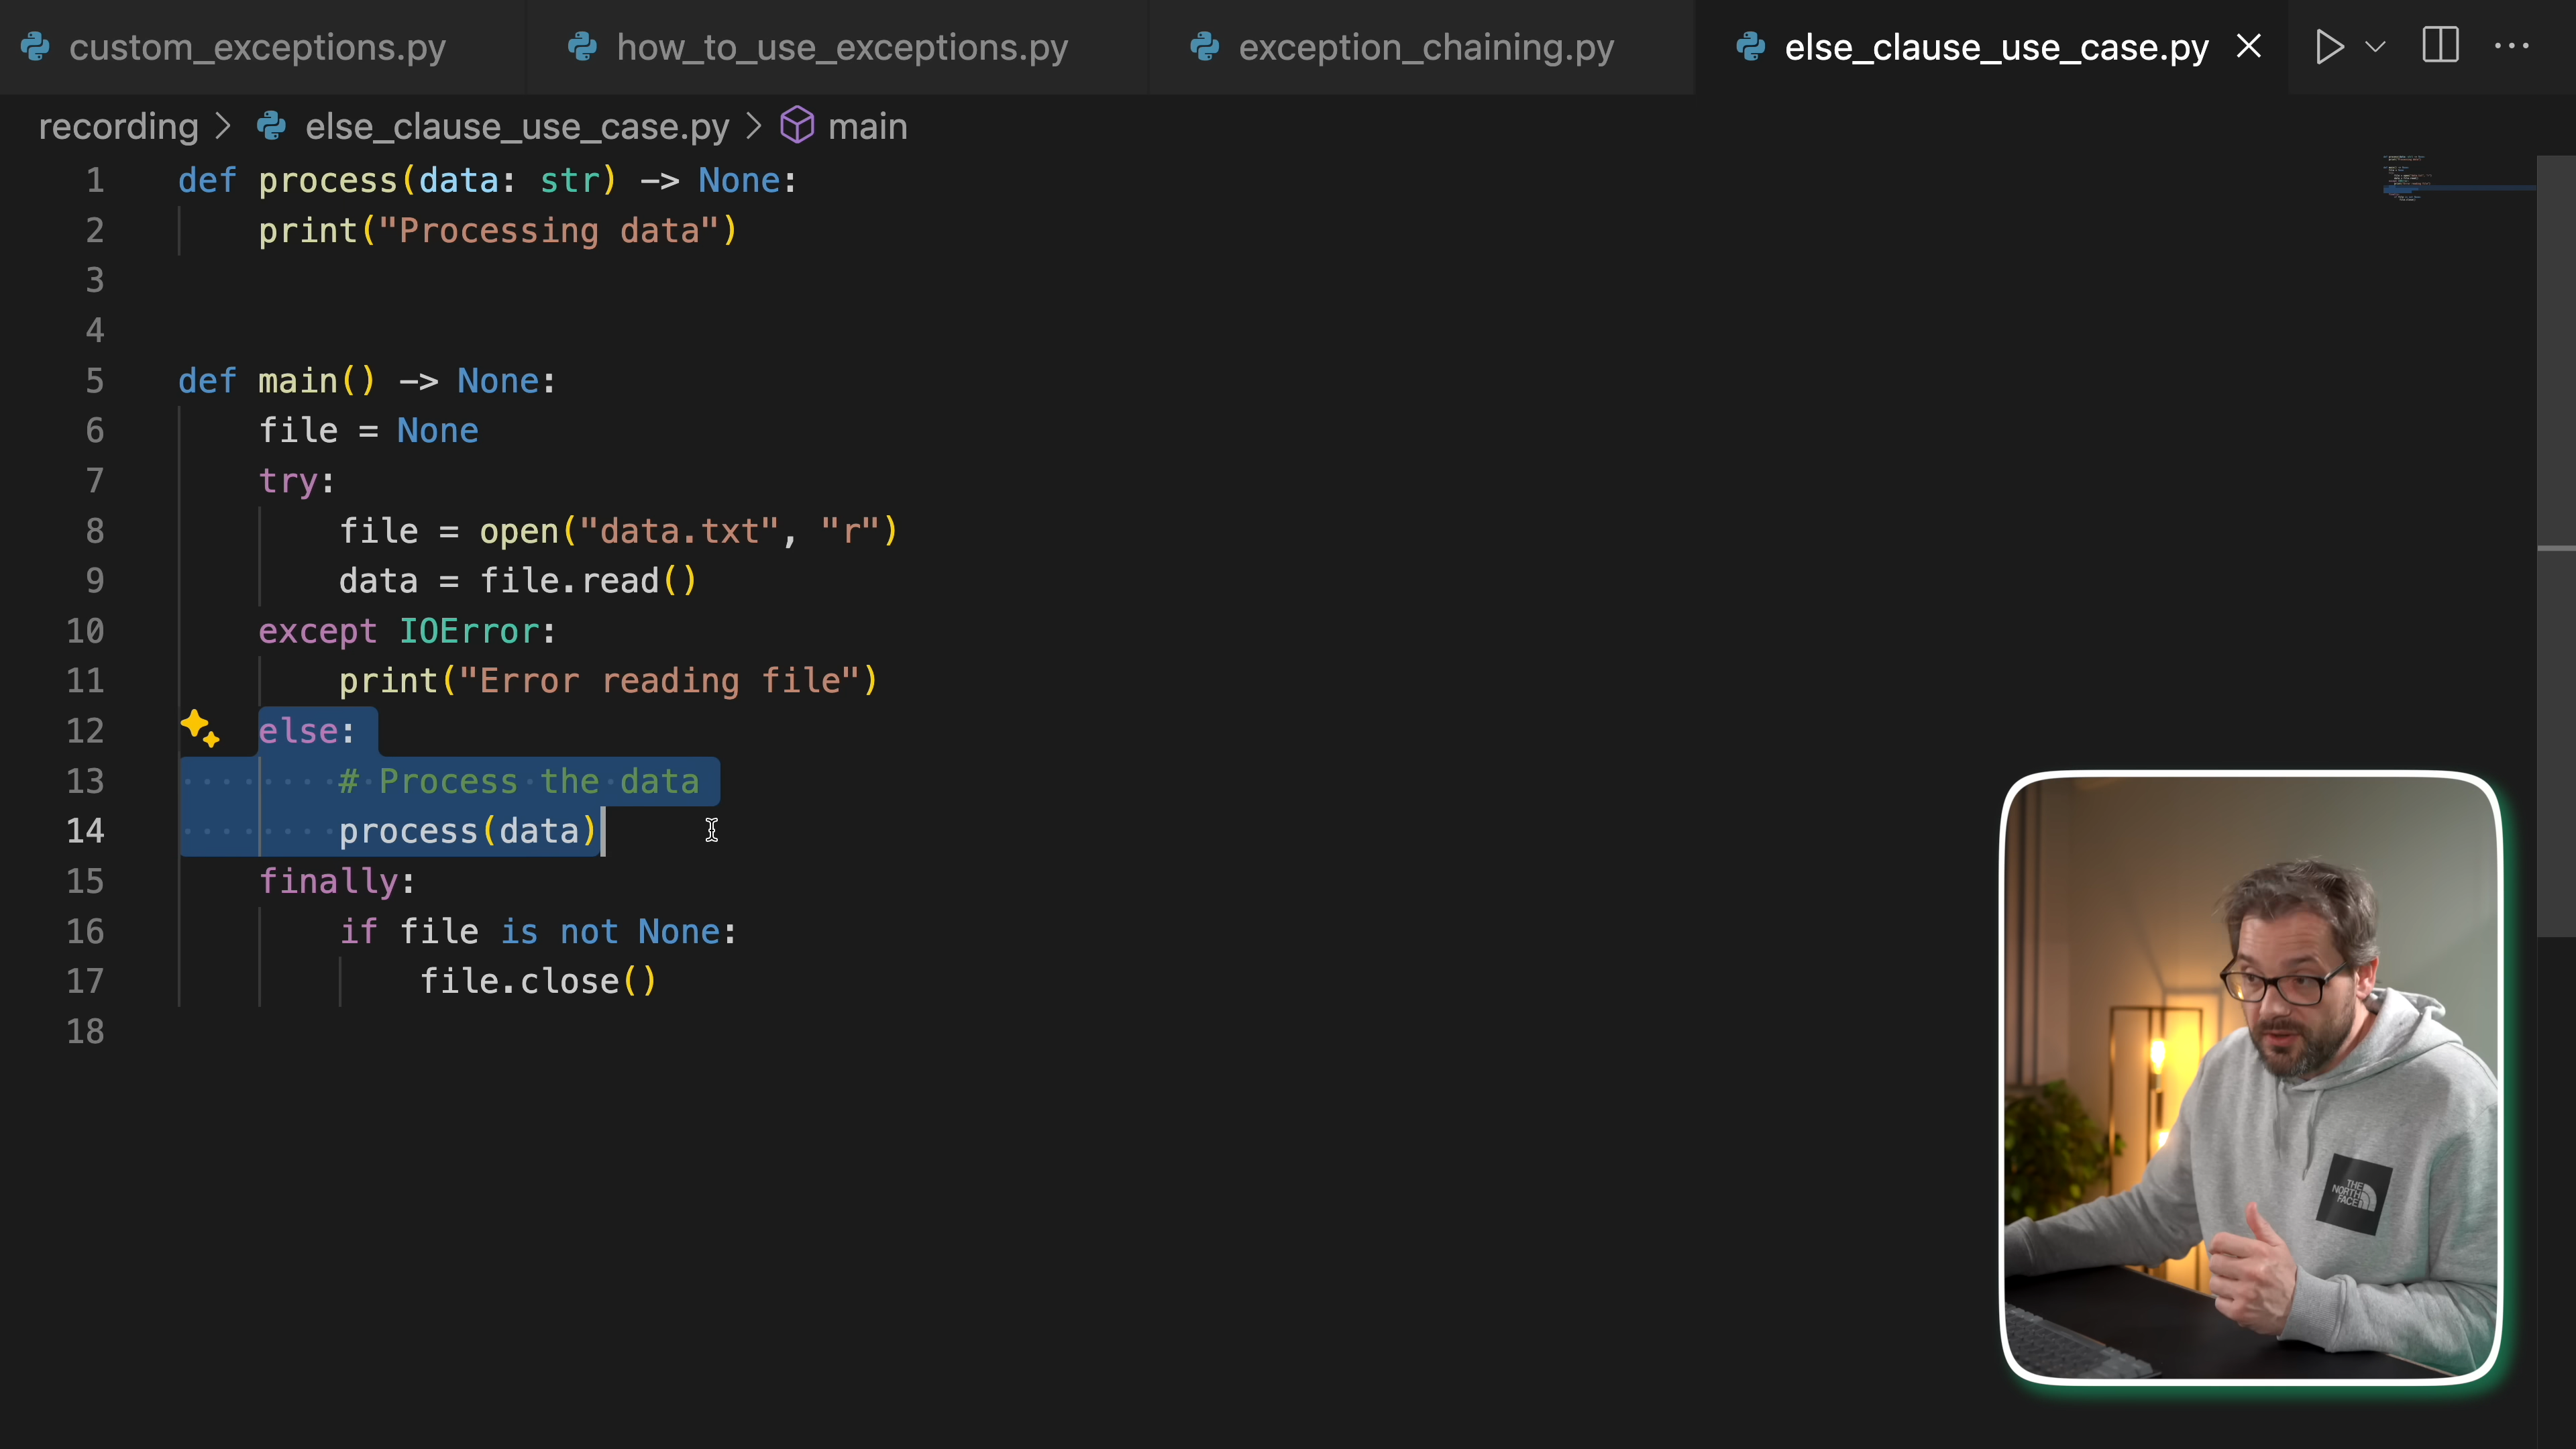 custom_exceptions.py
how_to_use_exceptions.py
exception_chaining.py
else_clause_use_case.py
recording > else_clause_use_case.py > main
1 def process(data: str) -> None:
2 print("Processing data")
3
4
5 def main() -> None:
6 file = None
7 try:
8 file = open("data.txt", "r")
9 data = file.read()
10 except IOError:
11 print("Error reading file")
12 else:
13 # Process the data
14 process(data)
15 finally:
16 if file is not None:
17 file.close()
18
THE
NORTH
FACE